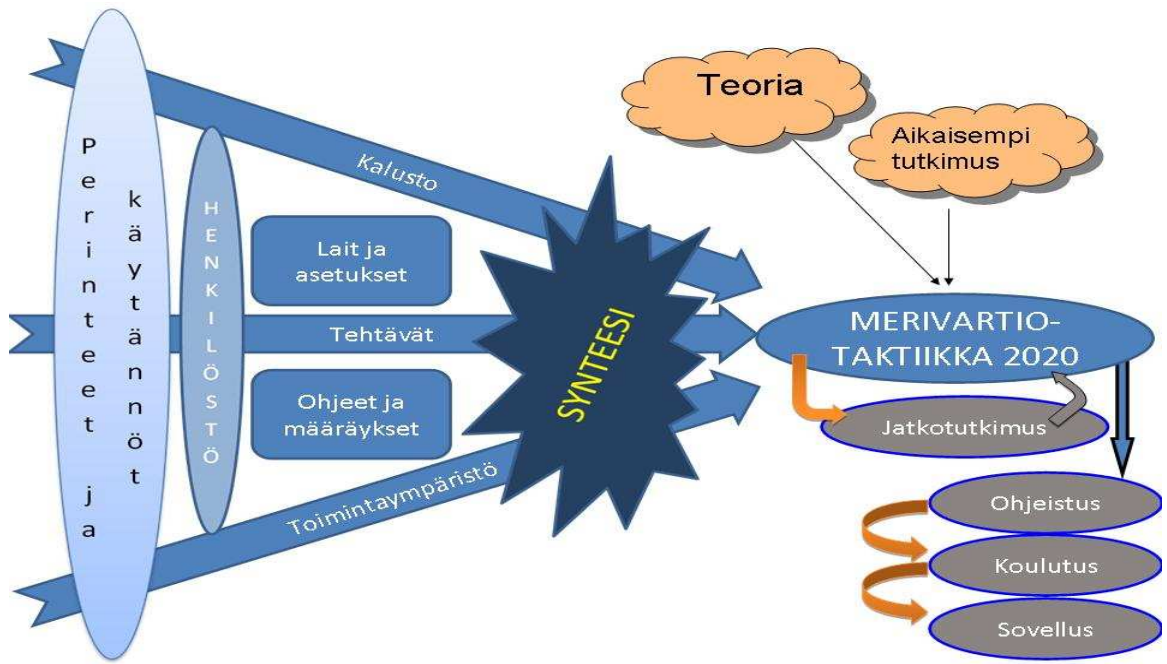 Perinteet ja
käytännöt
HENKILÖSTÖ
Kalusto
Lait ja
asetukset
Tehtävät
Ohjeet ja
määräykset
Toimintaympäristö
SYNTEESI
Teoria
Aikaisempi
tutkimus
MERIVARTIO-
TAKTIIKKA 2020
Jatkotutkimus
Ohjeistus
Koulutus
Sovellus